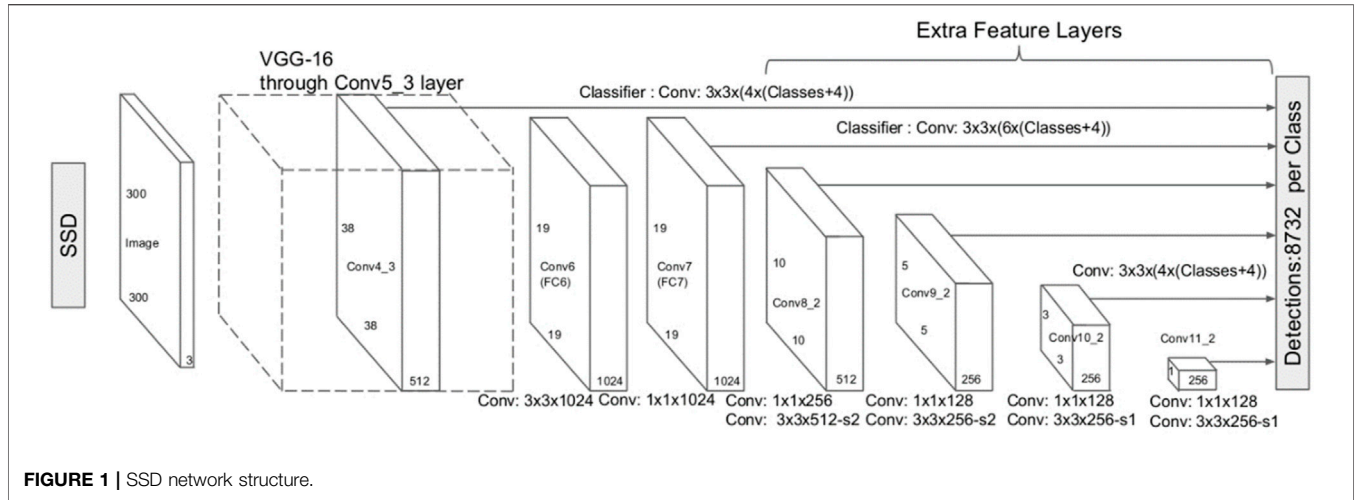 Extra Feature Layers
VGG-16
through Conv5_3 layer
Classifier : Conv: 3x3x(4x(Classes+4))
Classifier : Conv: 3x3x(6x(Classes+4))
SSD
300
Image
300
3
38
Conv4_3
38
512
19
Conv6
(FC6)
19
1024
19
Conv7
(FC7)
19
1024
10
Conv8_2
10
512
5
Conv9_2
5
256
Conv: 3x3x(4x(Classes+4))
3
Conv10_2
3
256
Conv11_2
1
256
Detections:8732 per Class
Conv: 3x3x1024
Conv: 1x1x1024
Conv: 1x1x256
Conv: 3x3x512-s2
Conv: 1x1x128
Conv: 3x3x256-s2
Conv: 1x1x128
Conv: 3x3x256-s1
Conv: 1x1x128
Conv: 3x3x256-s1
FIGURE 1 | SSD network structure.